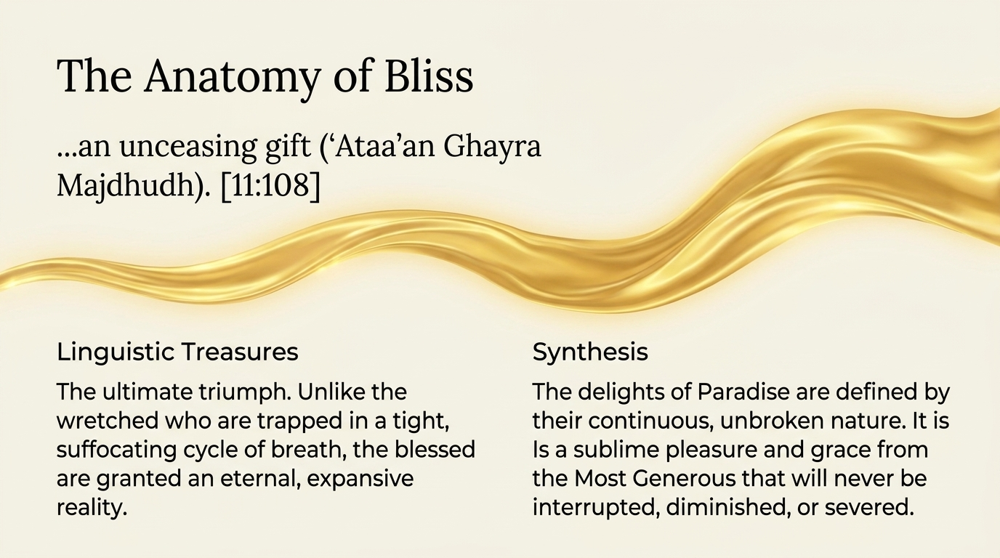 The Anatomy of Bliss
...an unceasing gift (‘Ataa’an Ghayra
Majdhudh). [11:108]
Linguistic Treasures
The ultimate triumph. Unlike the
wretched who are trapped in a tight,
suffocating cycle of breath, the blessed
are granted an eternal, expansive
reality.
Synthesis
The delights of Paradise are defined by
their continuous, unbroken nature. It is
Is a sublime pleasure and grace from
the Most Generous that will never be
interrupted, diminished, or severed.